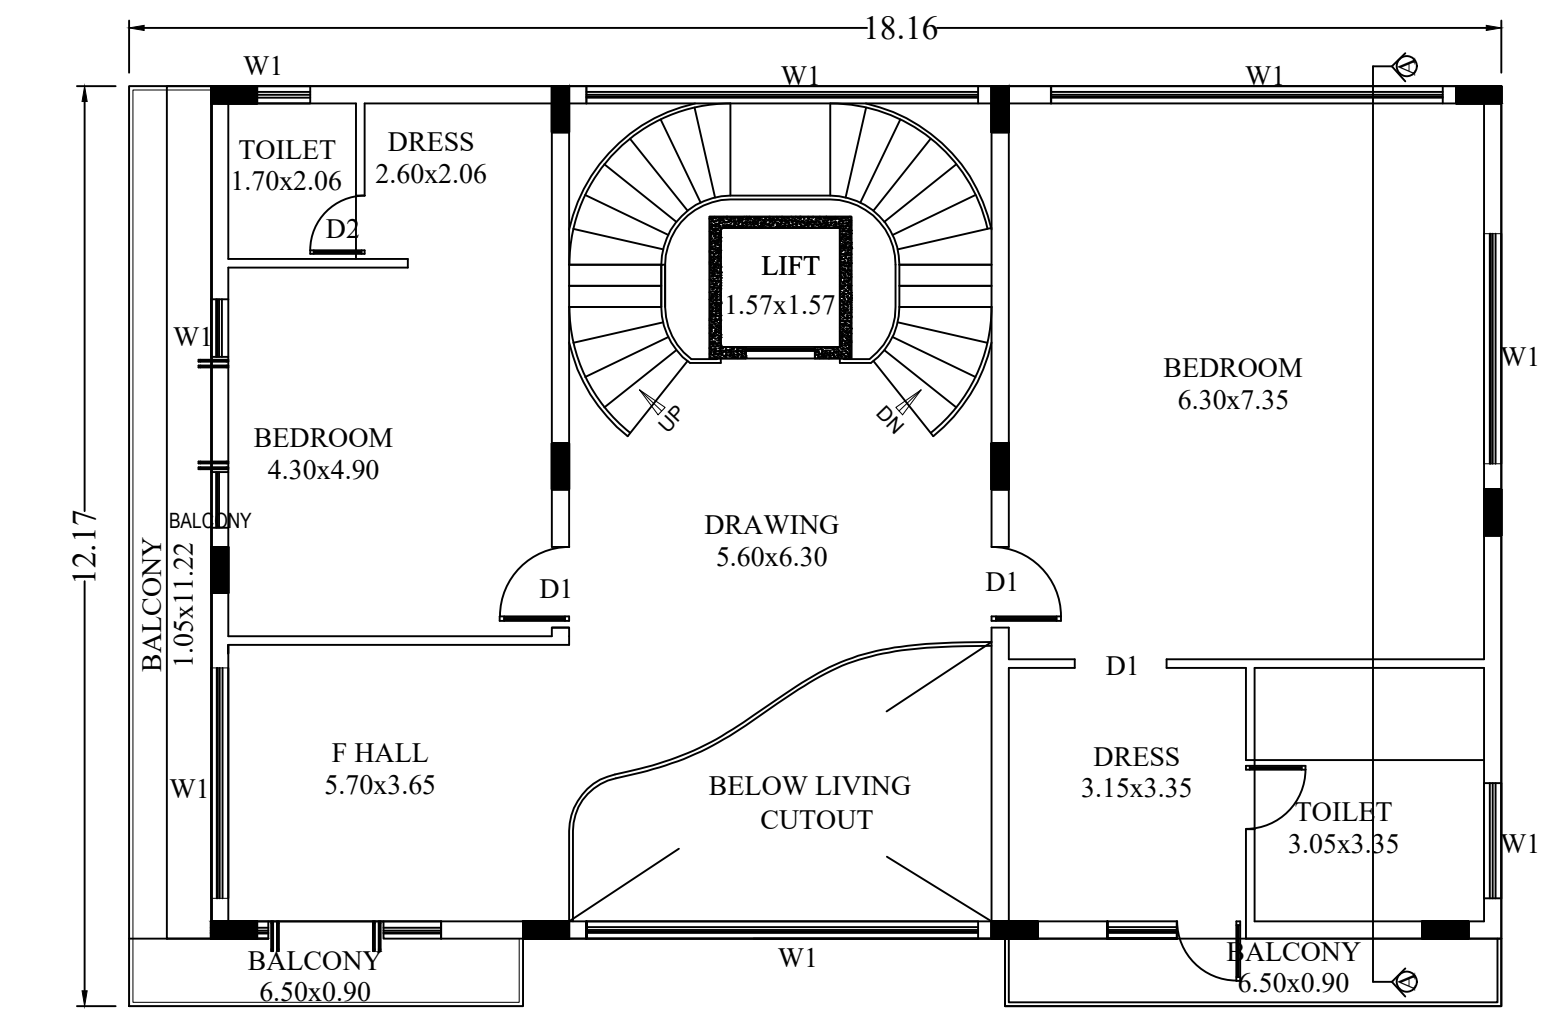 18.16
W1
W1
W1
A
TOILET
1.70x2.06
DRESS
2.60x2.06
D2
LIFT
1.57x1.57
W1
W1
BEDROOM
6.30x7.35
UP
DN
BEDROOM
4.30x4.90
BALCONY
12.17
BALCONY
1.05x11.22
DRAWING
5.60x6.30
D1
D1
D1
F HALL
5.70x3.65
W1
BELOW LIVING
CUTOUT
DRESS
3.15x3.35
TOILET
3.05x3.35
W1
BALCONY
6.50x0.90
W1
BALCONY
6.50x0.90
A